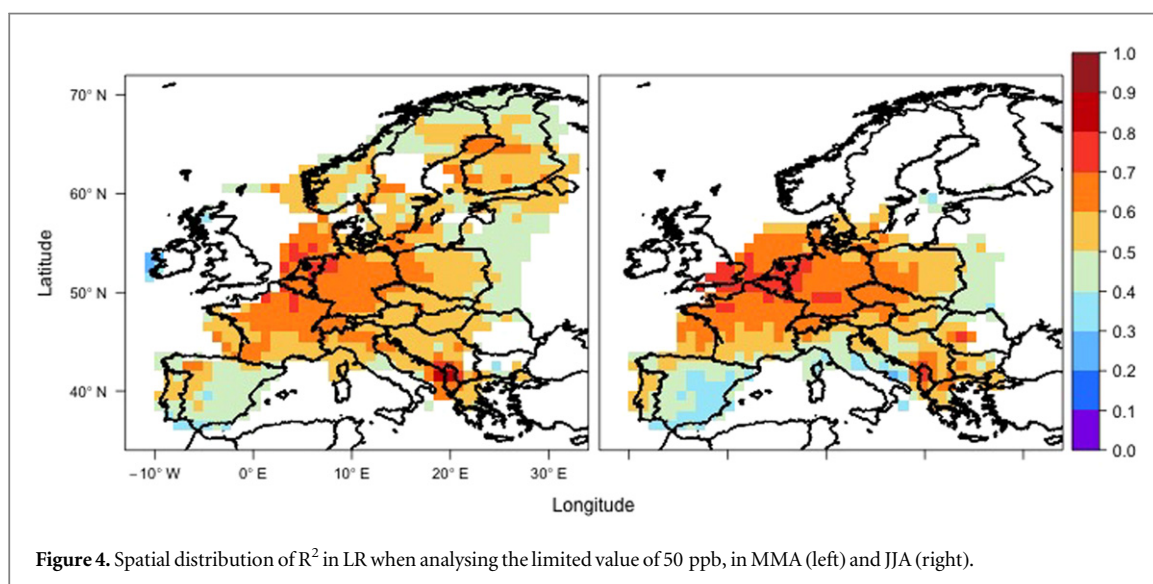 70° N
60° N
50° N
40° N
Latitude
−10° W 0° E 10° E 20° E 30° E
Longitude
1.0
0.9
0.8
0.7
0.6
0.5
0.4
0.3
0.2
0.1
0.0
Figure 4. Spatial distribution of R² in LR when analysing the limited value of 50 ppb, in MMA (left) and JJA (right).